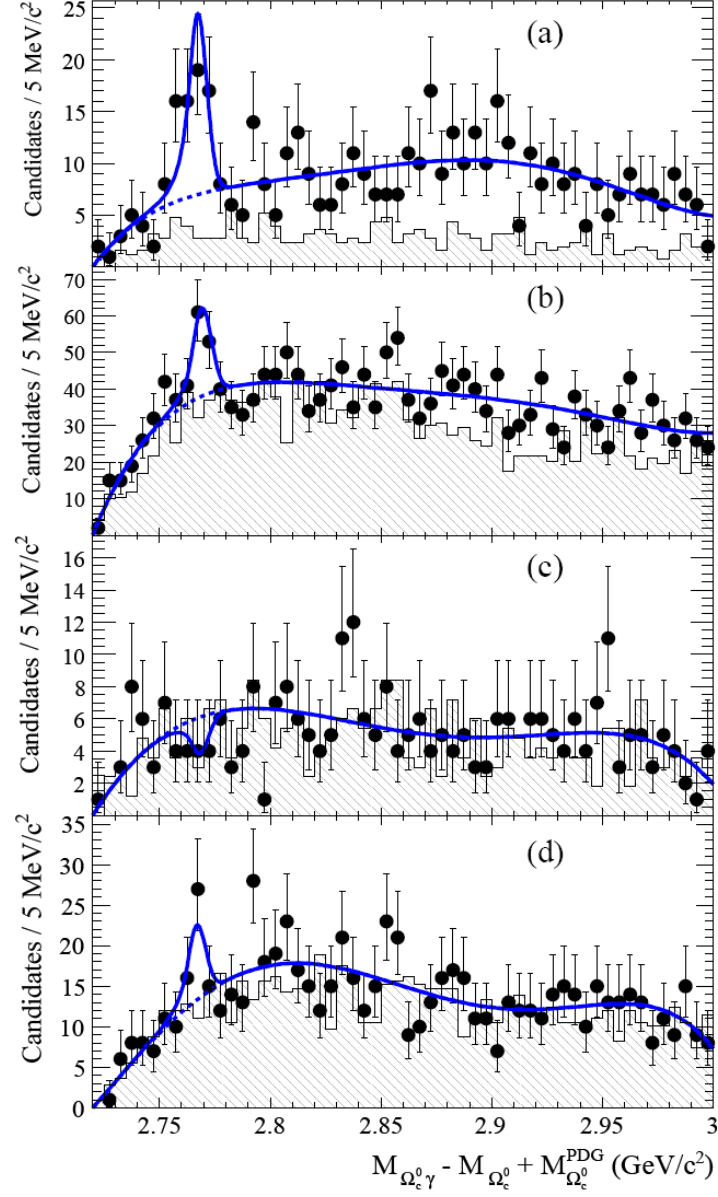 (a)
Candidates / 5 MeV/c²
25
20
15
10
5
(b)
Candidates / 5 MeV/c²
70
60
50
40
30
20
10
(c)
Candidates / 5 MeV/c²
16
14
12
10
8
6
4
2
(d)
Candidates / 5 MeV/c²
35
30
25
20
15
10
5
0
2.75 2.8 2.85 2.9 2.95 3
M_{Ω_c^0 γ} - M_{Ω_c^0} + M_{Ω_c^0}^{PDG} (GeV/c²)